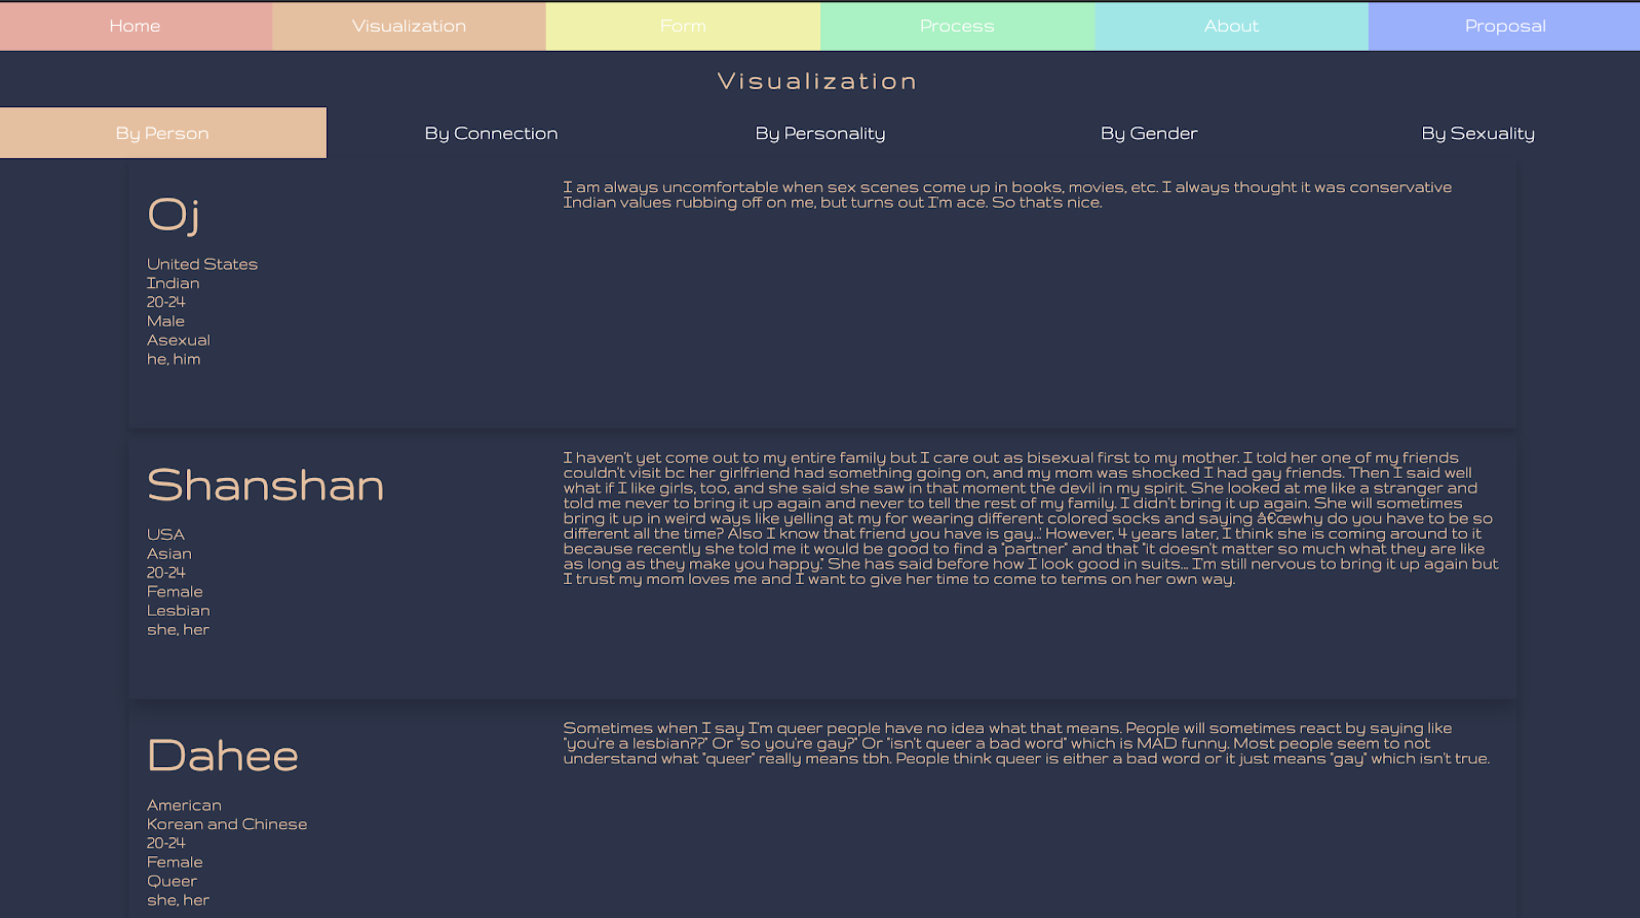 Home Visualization Form Process About Proposal
Visualization
By Person By Connection By Personality By Gender By Sexuality
Oj
United States
Indian
20-24
Male
Asexual
he, him
I am always uncomfortable when sex scenes come up in books, movies, etc. I always thought it was conservative
Indian values rubbing off on me, but turns out I'm ace. So that's nice.
Shanshan
USA
Asian
20-24
Female
Lesbian
she, her
I haven't yet come out to my entire family but I care out as bisexual first to my mother. I told her one of my friends
couldn't visit bc her girlfriend had something going on, and my mom was shocked I had gay friends. Then I said well
what if I like girls, too, and she said she saw in that moment the devil in my spirit. She looked at me like a stranger and
told me never to bring it up again and never to tell the rest of my family. I didn't bring it up again. She will sometimes
bring it up in weird ways like yelling at my for wearing different colored socks and saying â€œwhy do you have to be so
different all the time? Also I know that friend you have is gay...' However, 4 years later, I think she is coming around to it
because recently she told me it would be good to find a "partner" and that "it doesn't matter so much what they are like
as long as they make you happy." She has said before how I look good in suits... I'm still nervous to bring it up again but
I trust my mom loves me and I want to give her time to come to terms on her own way.
Dahee
American
Korean and Chinese
20-24
Female
Queer
she, her
Sometimes when I say I'm queer people have no idea what that means. People will sometimes react by saying like
"you're a lesbian??" Or "so you're gay?" Or "isn't queer a bad word" which is MAD funny. Most people seem to not
understand what "queer" really means tbh. People think queer is either a bad word or it just means "gay" which isn't true.